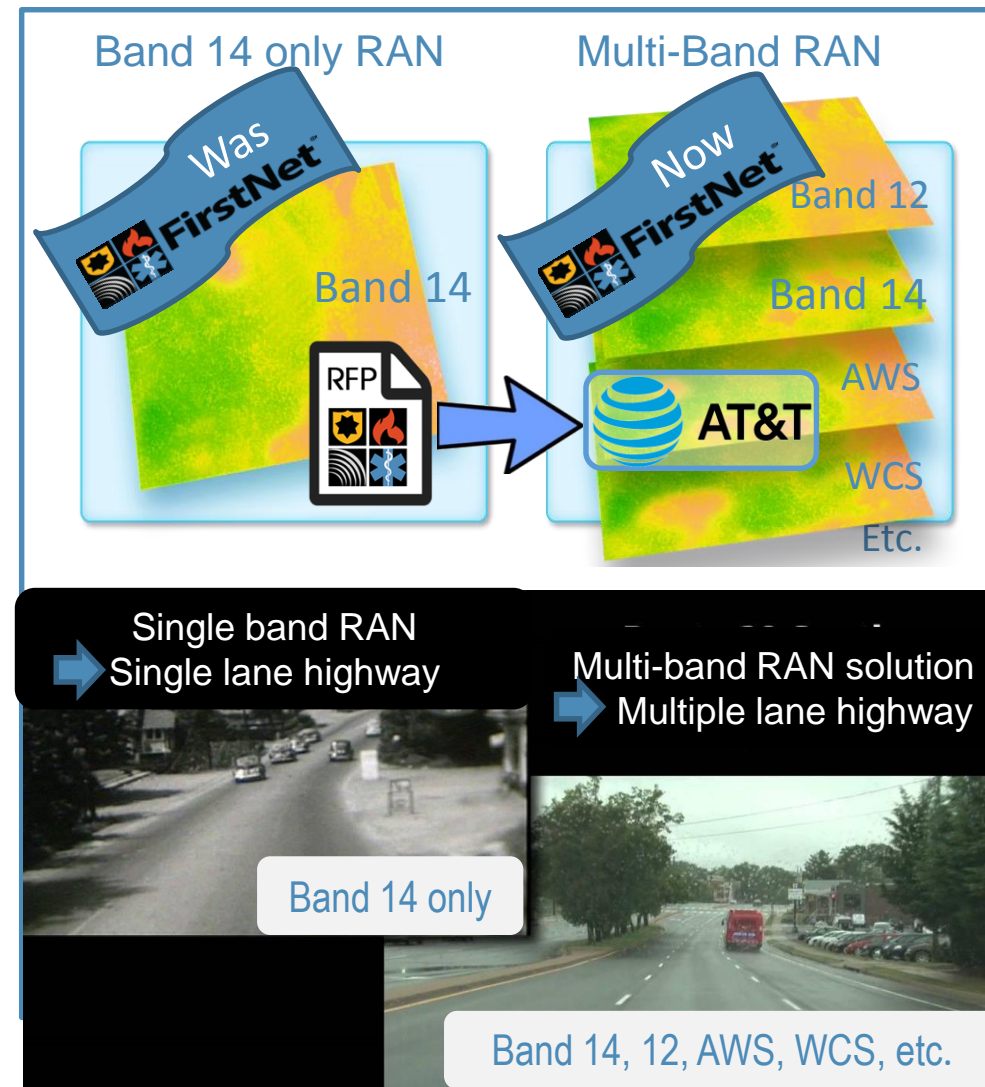 Band 14 only RAN
Multi-Band RAN
Was
FirstNet™
Band 14
RFP
Now
FirstNet™
Band 12
Band 14
AWS
WCS
Etc.
AT&T
Single band RAN
Single lane highway
Multi-band RAN solution
Multiple lane highway
Band 14 only
Band 14, 12, AWS, WCS, etc.